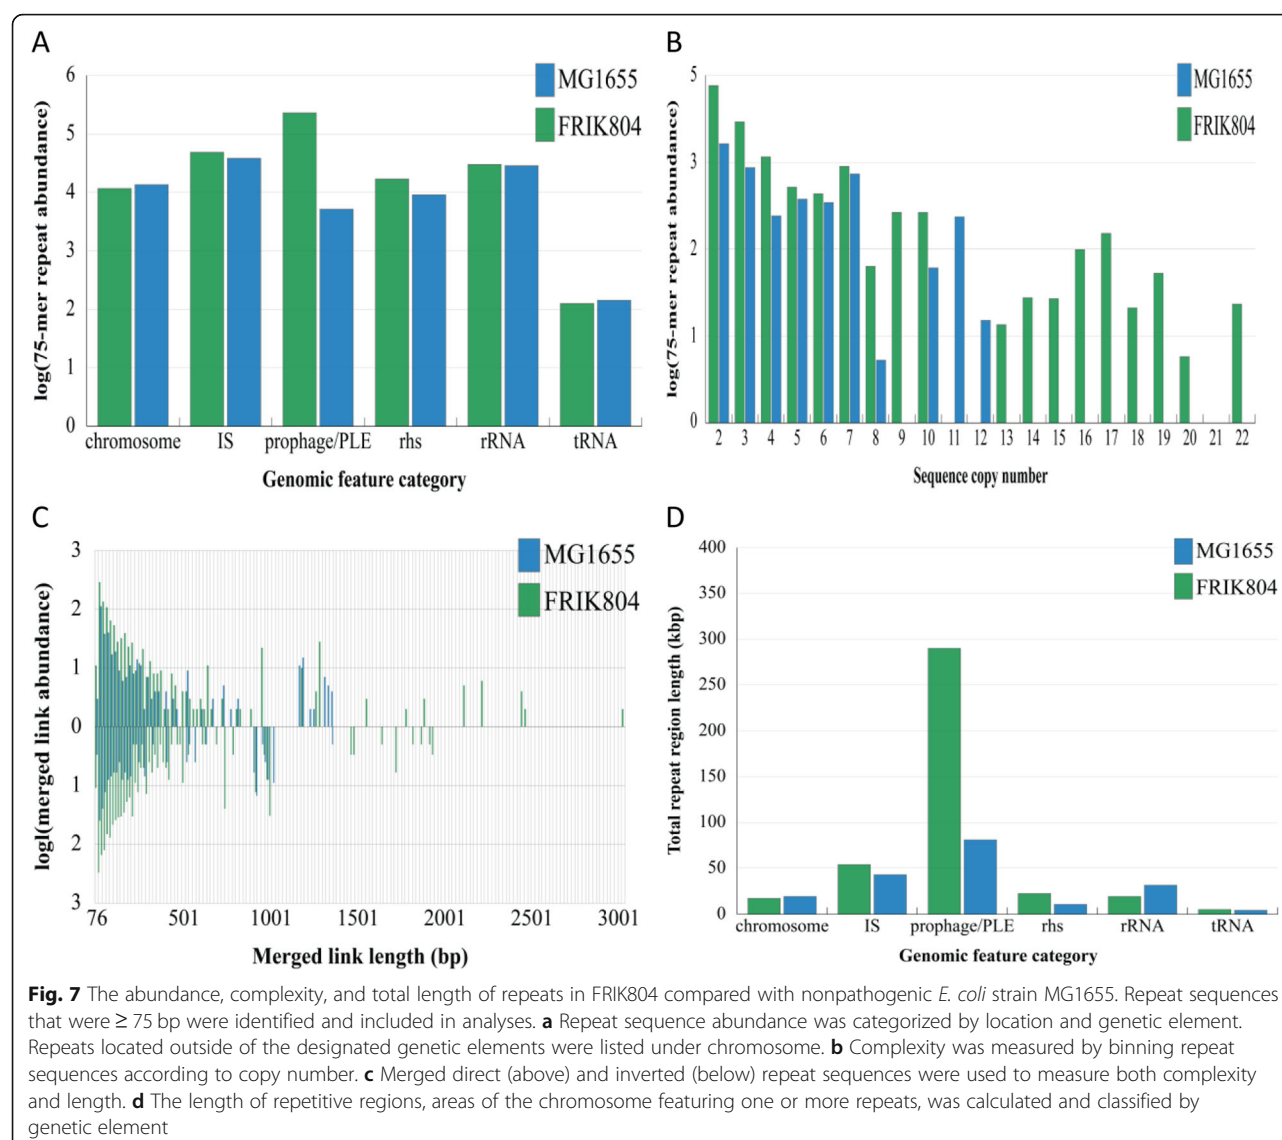 A
MG1655
FRIK804
log(75-mer repeat abundance)
6
5
4
3
2
1
0
chromosome IS prophage/PLE rhs rRNA tRNA
Genomic feature category
B
MG1655
FRIK804
log(75-mer repeat abundance)
5
3
2
1
0
2 3 4 5 6 7 8 9 10 11 12 13 14 15 16 17 18 19 20 21 22
Sequence copy number
C
MG1655
FRIK804
logl(merged link abundance)
3
2
1
0
1
2
3
76 501 1001 1501 2001 2501 3001
Merged link length (bp)
D
MG1655
FRIK804
Total repeat region length (kbp)
400
350
300
250
200
150
100
50
0
chromosome IS prophage/PLE rhs rRNA tRNA
Genomic feature category
Fig. 7 The abundance, complexity, and total length of repeats in FRIK804 compared with nonpathogenic E. coli strain MG1655. Repeat sequences
that were ≥ 75 bp were identified and included in analyses. a Repeat sequence abundance was categorized by location and genetic element.
Repeats located outside of the designated genetic elements were listed under chromosome. b Complexity was measured by binning repeat
sequences according to copy number. c Merged direct (above) and inverted (below) repeat sequences were used to measure both complexity
and length. d The length of repetitive regions, areas of the chromosome featuring one or more repeats, was calculated and classified by
genetic element